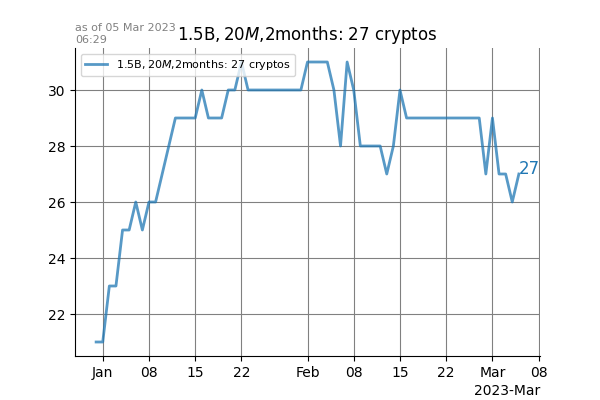 as of 05 Mar 2023
06:29
1.5B, 20M,2months: 27 cryptos
1.5B, 20M,2months: 27 cryptos
30
28
26
24
22
27
Jan 08 15 22 Feb 08 15 22 Mar 08
2023-Mar